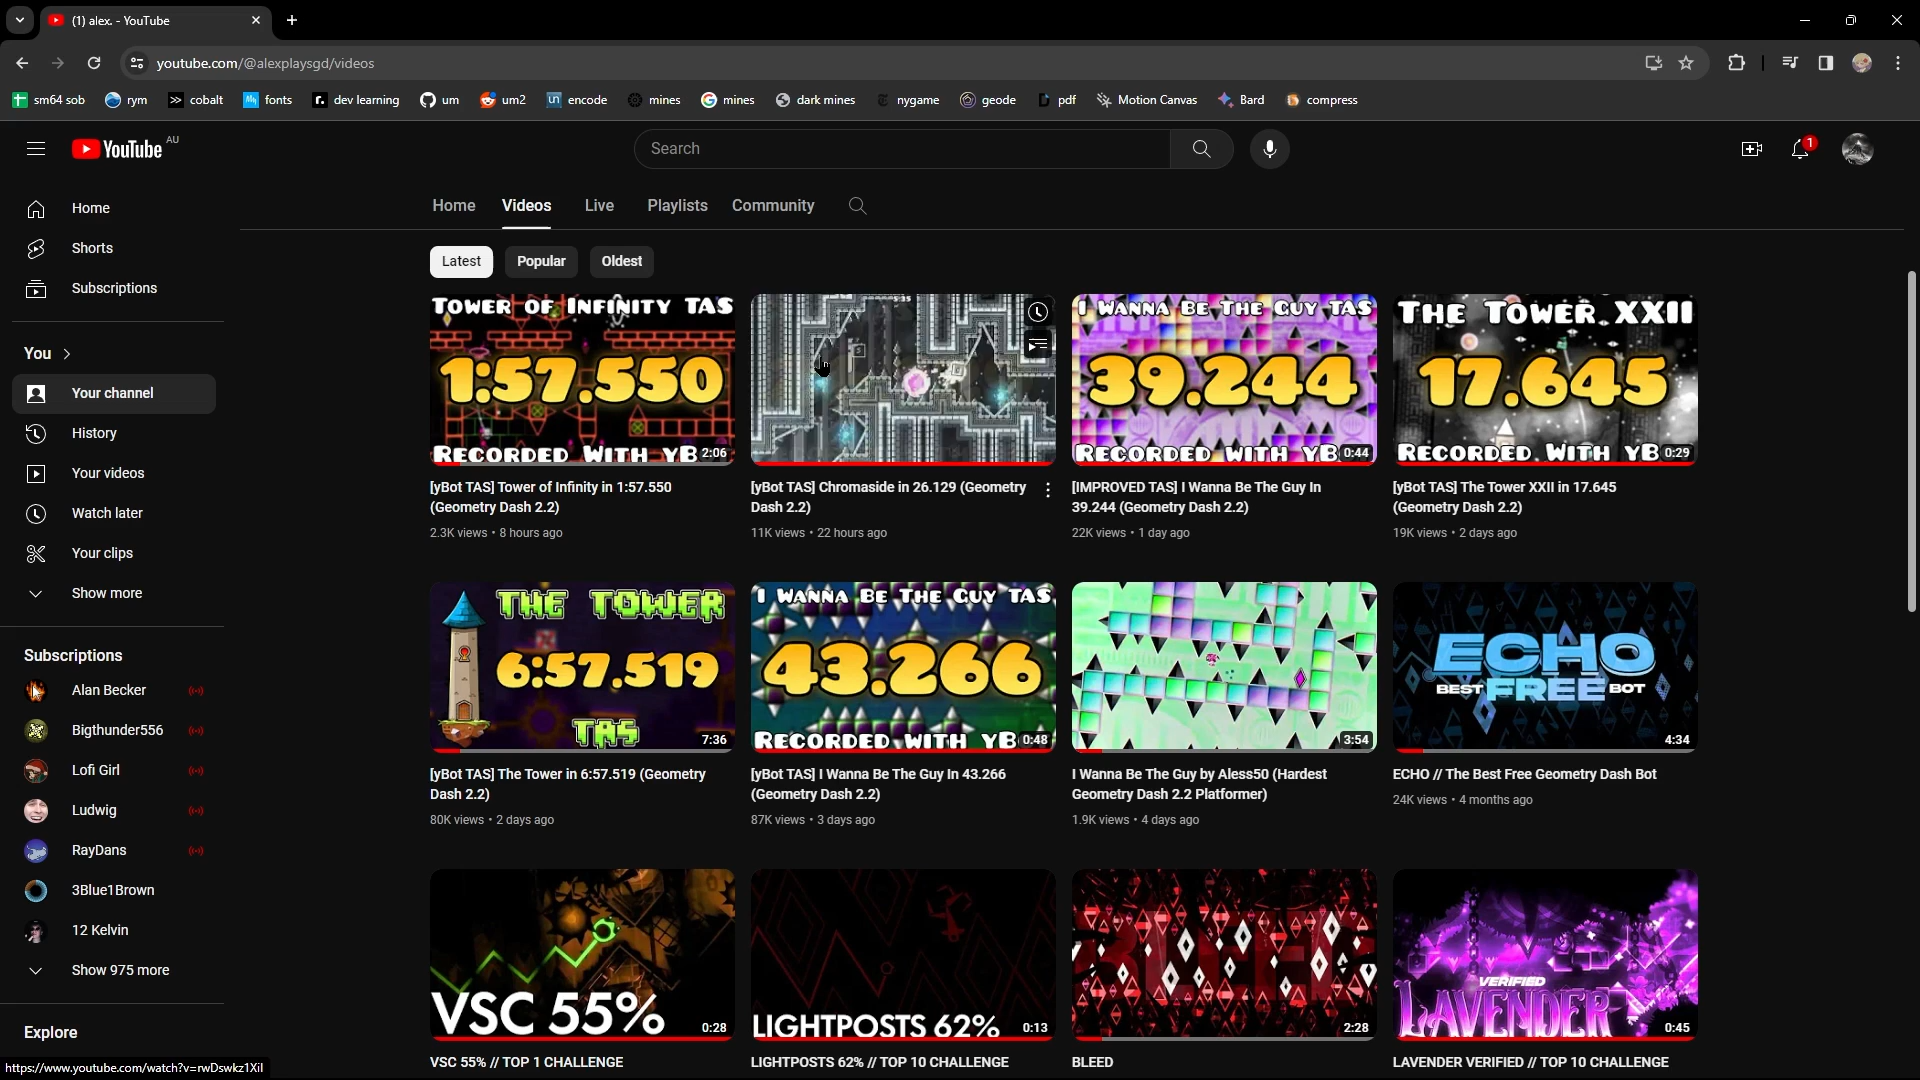 (1) alex. - YouTube
youtube.com/@alexplaysgd/videos
sm64 sob
rym
cobalt
fonts
dev learning
um
um2
encode
mines
mines
dark mines
nygame
geode
pdf
Motion Canvas
Bard
compress
YouTube AU
Search
1
Home
Shorts
Subscriptions
You
Your channel
History
Your videos
Watch later
Your clips
Show more
Subscriptions
Alan Becker
Bigthunder556
Lofi Girl
Ludwig
RayDans
3Blue1Brown
12 Kelvin
Show 975 more
Explore
Home
Videos
Live
Playlists
Community
Latest
Popular
Oldest
TOWER OF INFINITY TAS
1:57.550
RECORDED WITH YB
2:06
[yBot TAS] Tower of Infinity in 1:57.550
(Geometry Dash 2.2)
2.3K views • 8 hours ago
[yBot TAS] Chromaside in 26.129 (Geometry
Dash 2.2)
11K views • 22 hours ago
I WANNA BE THE GUY TAS
39.244
RECORDED WITH YB
0:44
[IMPROVED TAS] I Wanna Be The Guy In
39.244 (Geometry Dash 2.2)
22K views • 1 day ago
THE TOWER XXII
17.645
RECORDED WITH YB
0:29
[yBot TAS] The Tower XXII in 17.645
(Geometry Dash 2.2)
19K views • 2 days ago
THE TOWER
6:57.519
TAS
7:36
[yBot TAS] The Tower in 6:57.519 (Geometry
Dash 2.2)
80K views • 2 days ago
I WANNA BE THE GUY TAS
43.266
RECORDED WITH YB
0:48
[yBot TAS] I Wanna Be The Guy In 43.266
(Geometry Dash 2.2)
87K views • 3 days ago
3:54
I Wanna Be The Guy by Aless50 (Hardest
Geometry Dash 2.2 Platformer)
1.9K views • 4 days ago
ECHO
BEST FREE BOT
4:34
ECHO // The Best Free Geometry Dash Bot
24K views • 4 months ago
VSC 55%
0:28
VSC 55% // TOP 1 CHALLENGE
LIGHTPOSTS 62%
0:13
LIGHTPOSTS 62% // TOP 10 CHALLENGE
BLEED
2:28
BLEED
VERIFIED
LAVENDER
0:45
LAVENDER VERIFIED // TOP 10 CHALLENGE
https://www.youtube.com/watch?v=rwDswkz1XiI